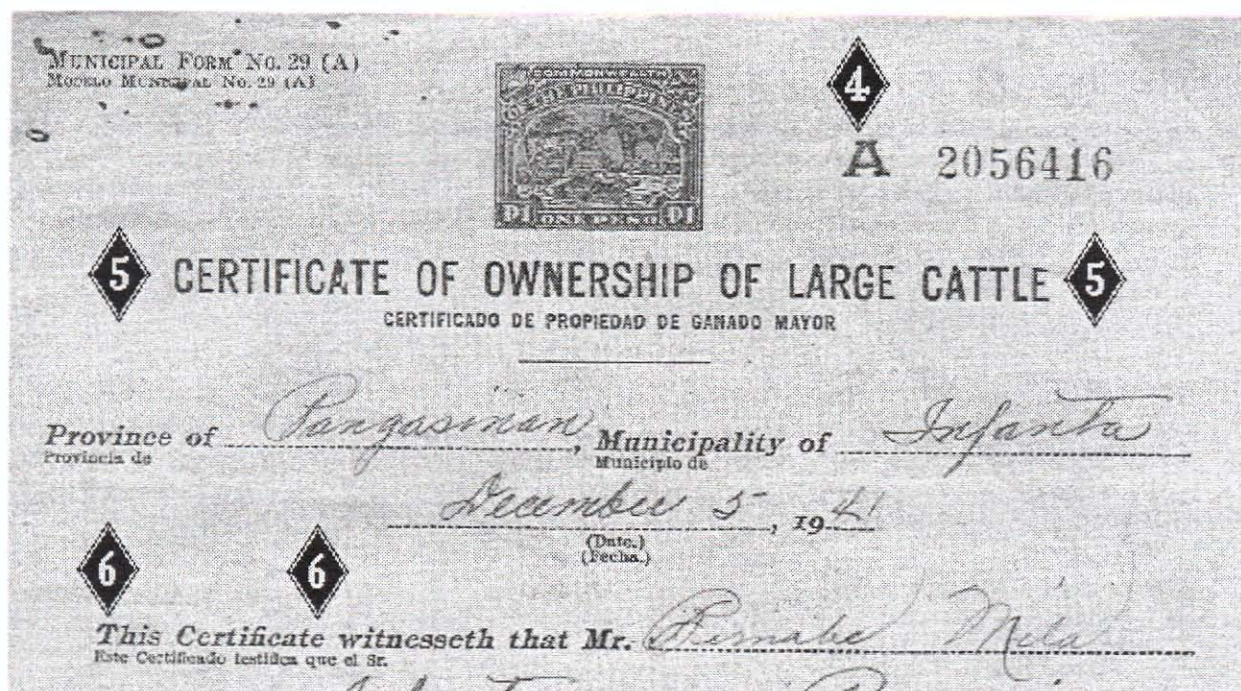 MUNICIPAL FORM No. 29 (A)
MODELO MUNICIPAL No. 29 (A)
COMMONWEALTH
OF THE PHILIPPINES
P1 ONE PESO P1
4
A 2056416
5 CERTIFICATE OF OWNERSHIP OF LARGE CATTLE 5
CERTIFICADO DE PROPIEDAD DE GANADO MAYOR
Province of Pangasinan, Municipality of Infanta
Provincia de Municipio de
December 5, 1941
(Date.)
(Fecha.)
6 6
This Certificate witnesseth that Mr. Bernabe
Este Certificado testifica que el Sr.